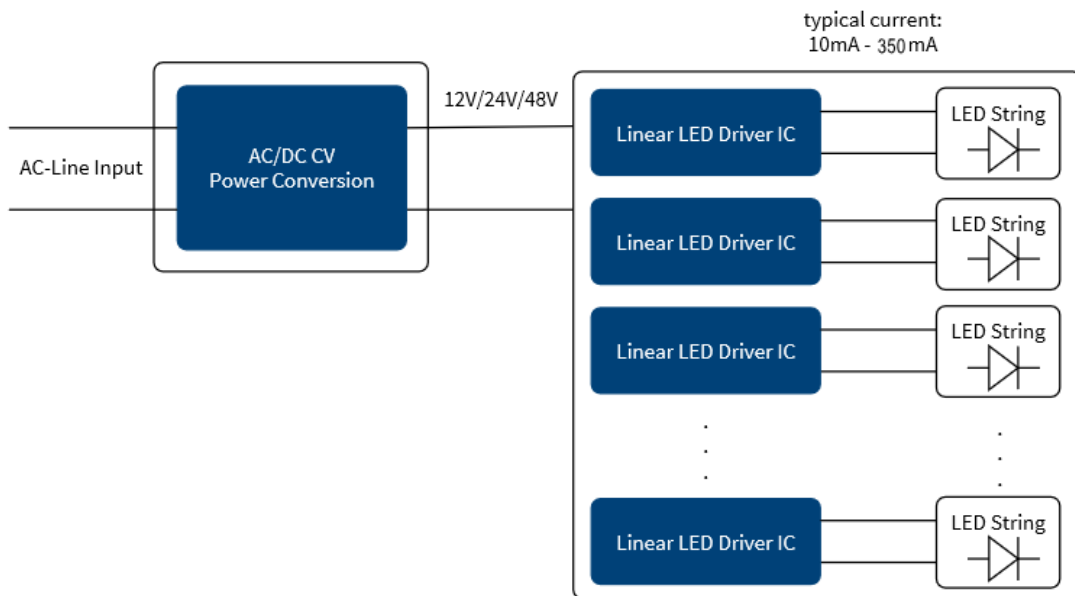 typical current:
10mA - 350mA
12V/24V/48V
AC-Line Input
AC/DC CV
Power Conversion
Linear LED Driver IC
LED String
Linear LED Driver IC
LED String
Linear LED Driver IC
LED String
Linear LED Driver IC
LED String